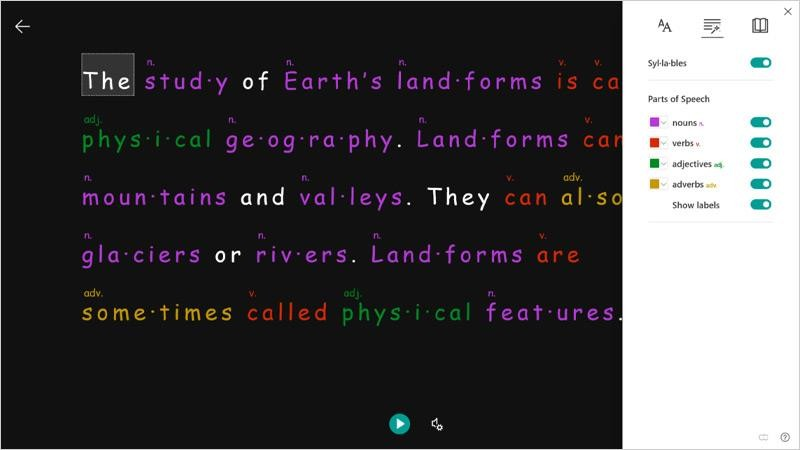 n. n. n. v. v.
The stud·y of Earth's land·forms is ca
adj. n. n. v.
phys·i·cal ge·og·ra·phy. Land·forms can
n. n. v. adv.
moun·tains and val·leys. They can al·so
n. n. n. v.
gla·ciers or riv·ers. Land·forms are
adv. v. adj. n.
some·times called phys·i·cal feat·ures.
AA
Syl·la·bles
Parts of Speech
nouns n.
verbs v.
adjectives adj.
adverbs adv.
Show labels
?